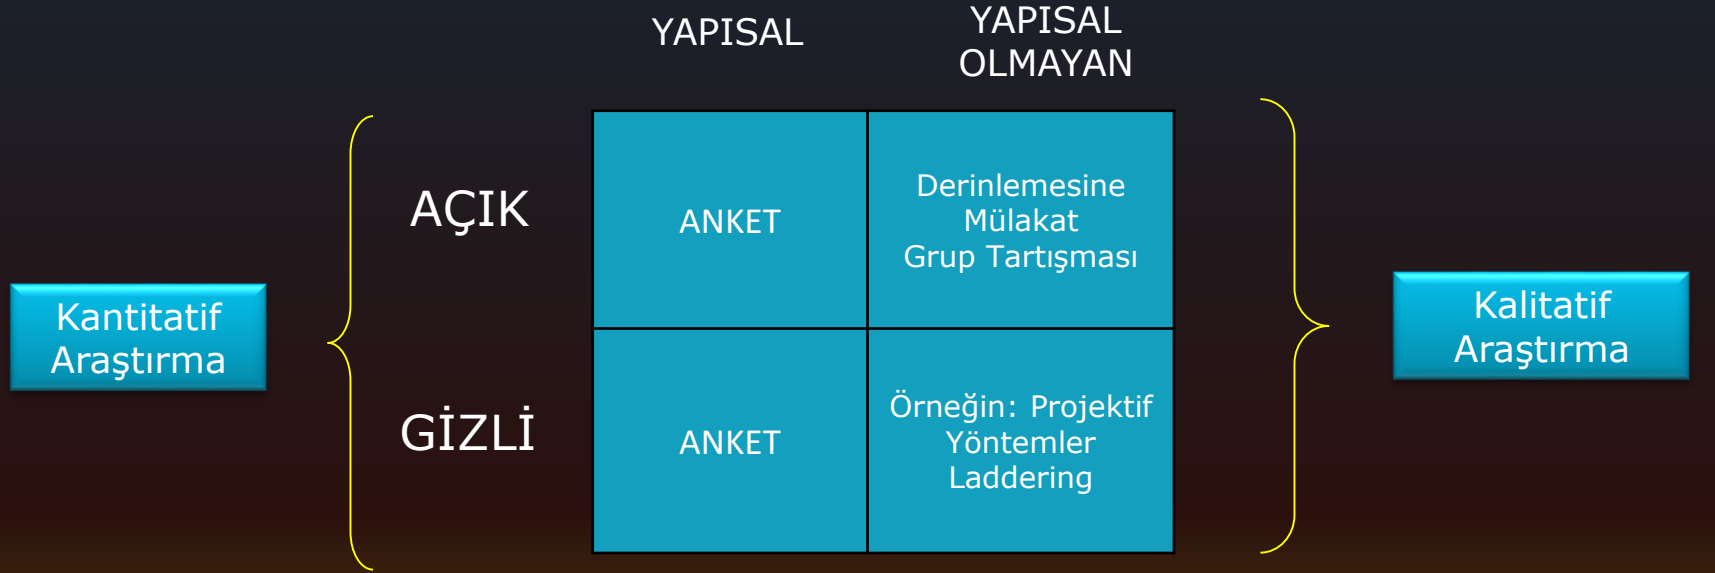 YAPISAL
YAPISAL
OLMAYAN
AÇIK
ANKET
Derinlemesine
Mülakat
Grup Tartışması
Kantitatif
Araştırma
Kalitatif
Araştırma
GİZLİ
ANKET
Örneğin: Projektif
Yöntemler
Laddering